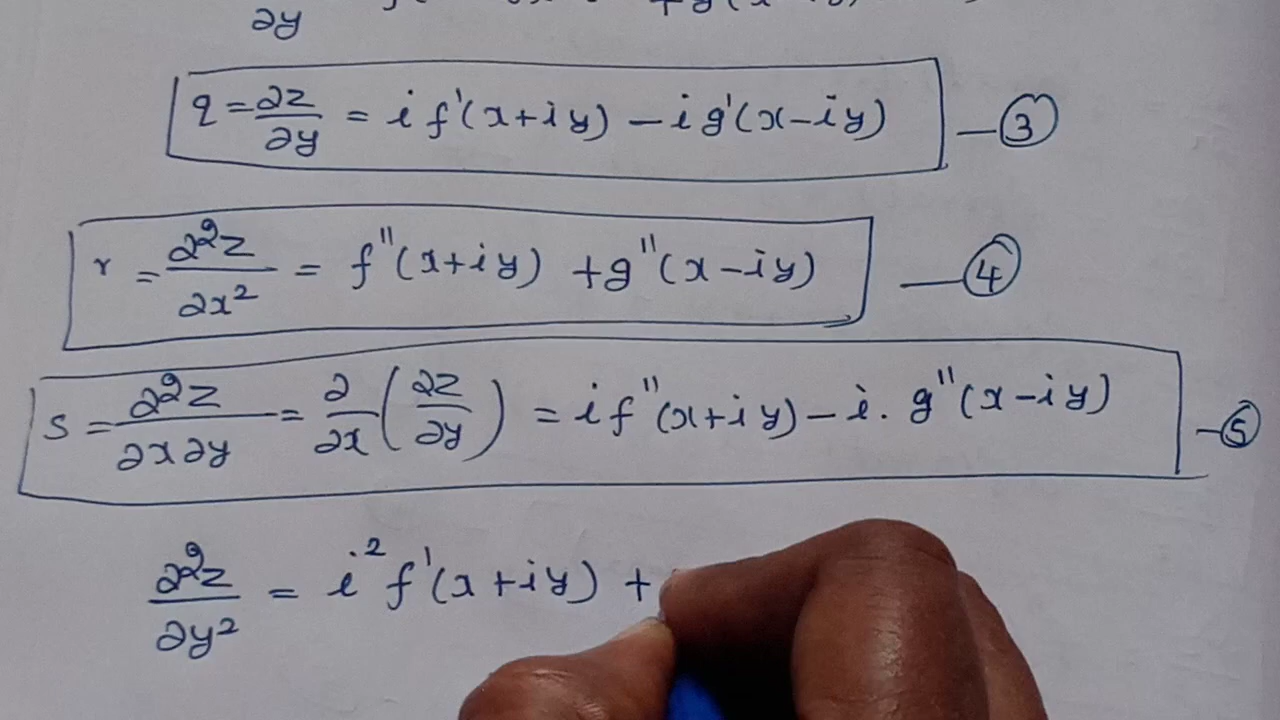 ∂y
q = ∂z/∂y = i f'(x+iy) − i g'(x−iy) — ③
r = ∂²z/∂x² = f''(x+iy) + g''(x−iy) — ④
s = ∂²z/∂x∂y = ∂/∂x (∂z/∂y) = i f''(x+iy) − i. g''(x−iy) — ⑤
∂²z/∂y² = i² f'(x+iy) +